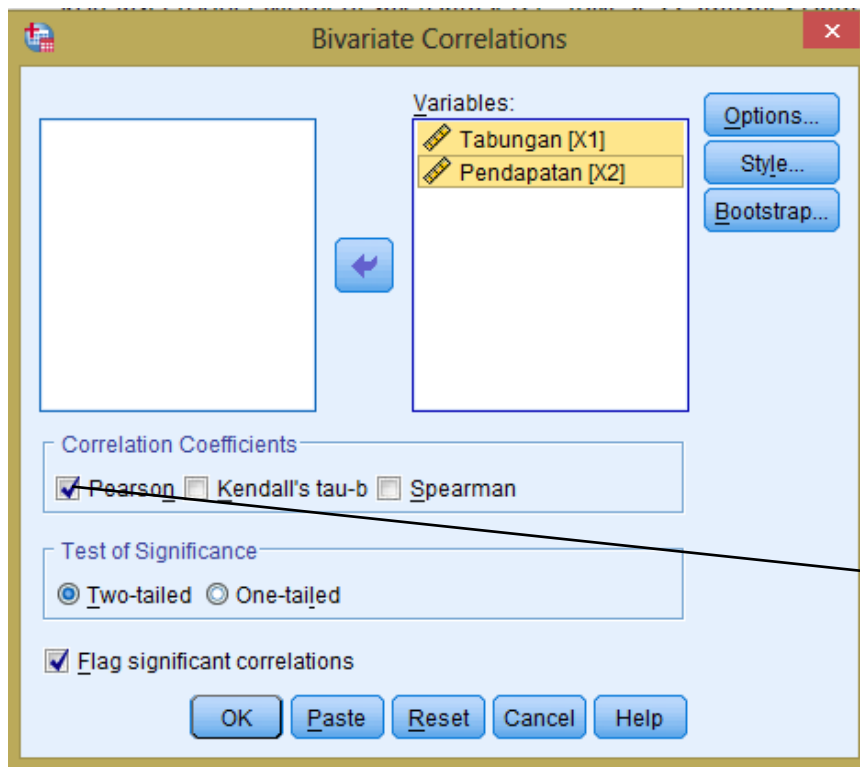 Bivariate Correlations
Variables:
Tabungan [X1]
Pendapatan [X2]
Options...
Style...
Bootstrap...
Correlation Coefficients
Pearson Kendall's tau-b Spearman
Test of Significance
Two-tailed One-tailed
Flag significant correlations
OK Paste Reset Cancel Help